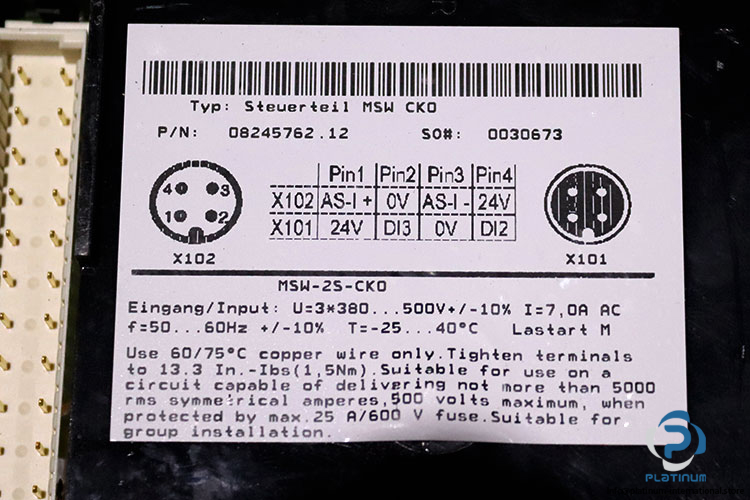 Typ: Steuerteil MSW CKO
P/N: 08245762.12 SO#: 0030673
Pin1 Pin2 Pin3 Pin4
X102 AS-I + 0V AS-I - 24V
X101 24V DI3 0V DI2
4 3
1 2
X102
X101
MSW-2S-CKO
Eingang/Input: U=3*380...500V+/-10% I=7,0A AC
f=50...60Hz +/-10% T=-25...40°C Lastart M
Use 60/75°C copper wire only.Tighten terminals
to 13.3 In.-Ibs(1,5Nm).Suitable for use on a
circuit capable of delivering not more than 5000
rms symmetrical amperes,500 volts maximum, when
protected by max.25 A/600 V fuse.Suitable for
group installation.
PLATINUM